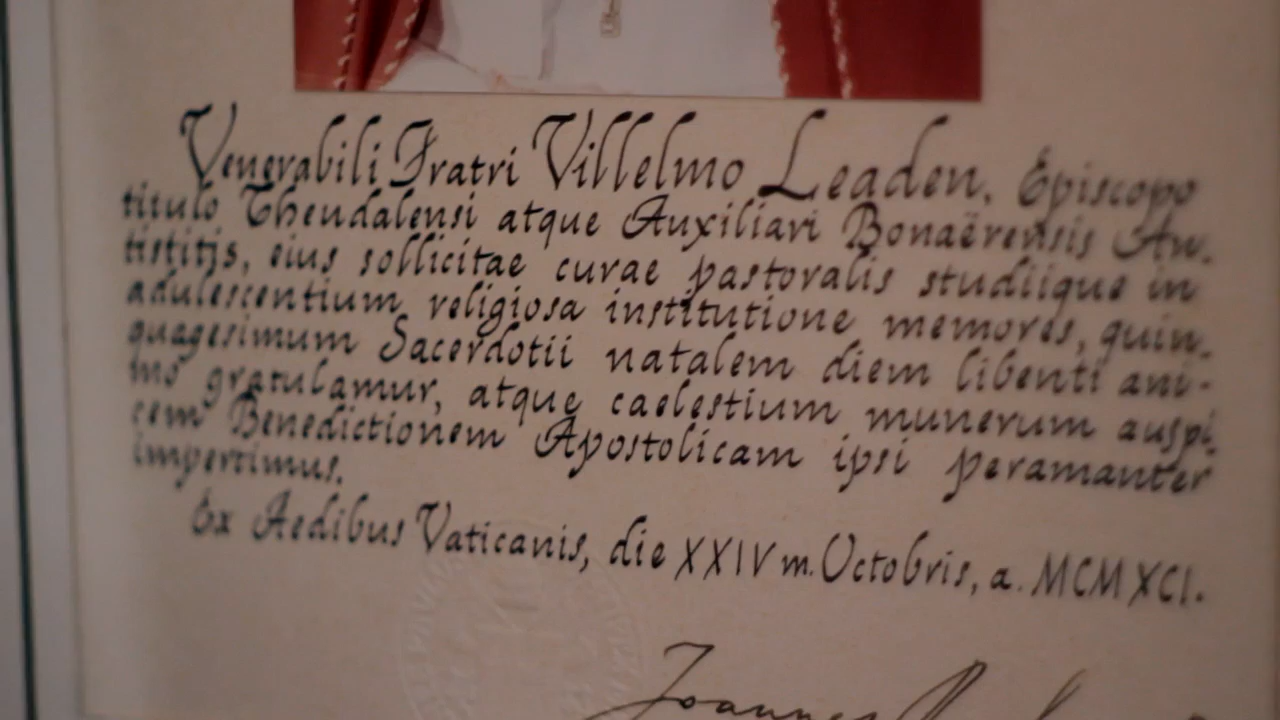 Venerabili Fratri Villelmo Leaden, Episcopo
titulo Theudalensi atque Auxiliari Bonaërensis An-
tistitis, eius sollicitae curae pastoralis studiique in
adulescentium religiosa institutione memores, quin-
quagesimum Sacerdotii natalem diem libenti ani-
mo gratulamur, atque caelestium munerum auspi-
cem Benedictionem Apostolicam ipsi peramanter
impertimus.
Ex Aedibus Vaticanis, die XXIV m. Octobris, a. MCMXCI.
Joannes